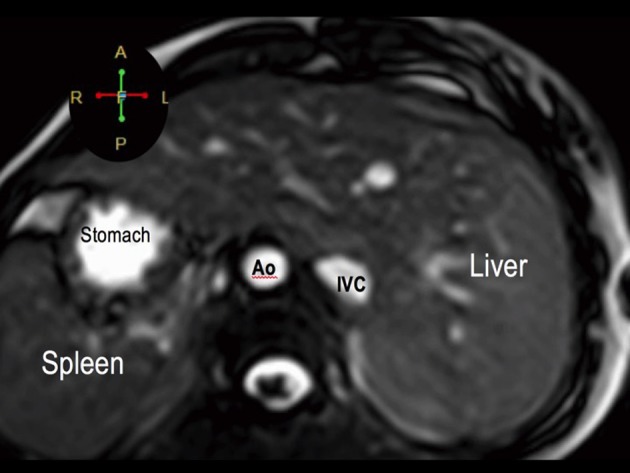 A
R F L
P
Stomach
Ao
IVC
Liver
Spleen